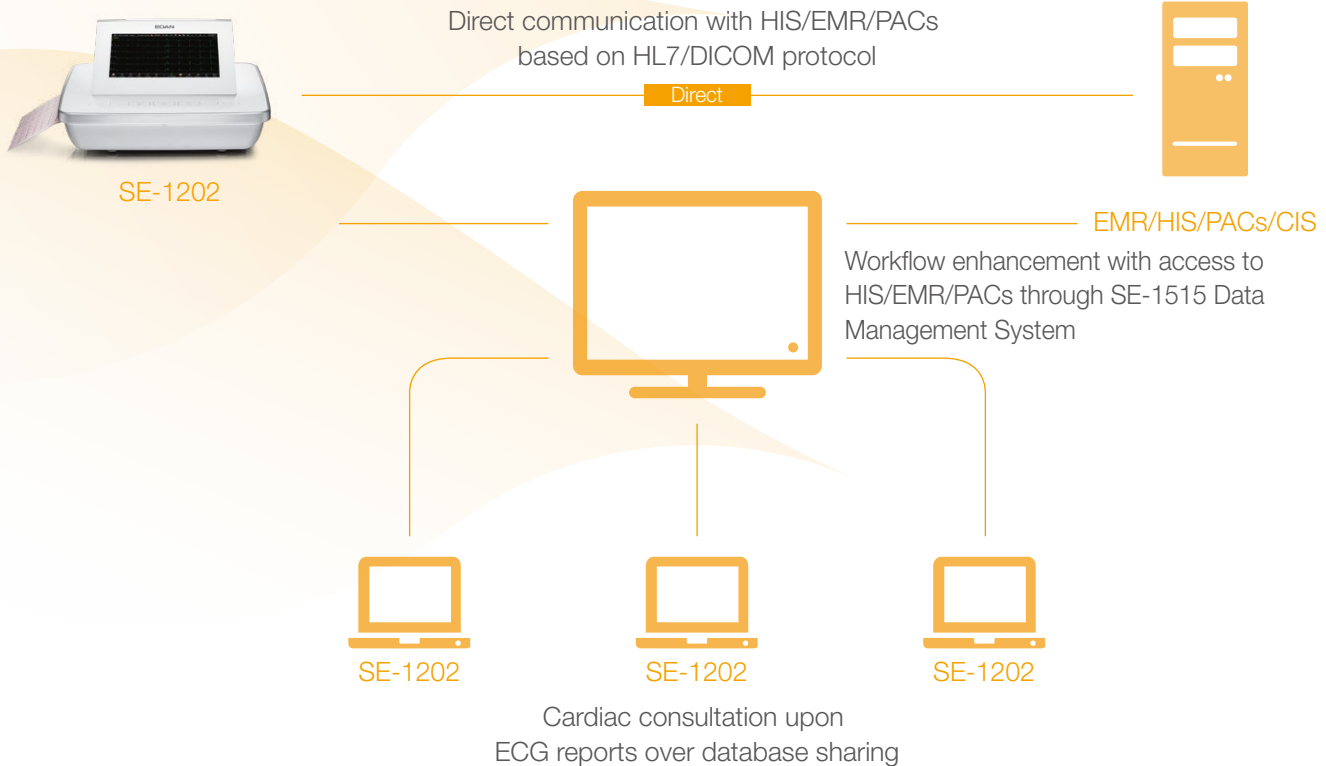 EDAN
Direct communication with HIS/EMR/PACs
based on HL7/DICOM protocol
Direct
SE-1202
EMR/HIS/PACs/CIS
Workflow enhancement with access to
HIS/EMR/PACs through SE-1515 Data
Management System
SE-1202
SE-1202
SE-1202
Cardiac consultation upon
ECG reports over database sharing